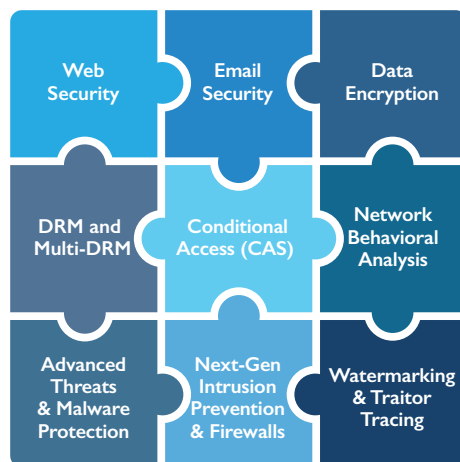 Web
Security
Email
Security
Data
Encryption
DRM and
Multi-DRM
Conditional
Access (CAS)
Network
Behavioral
Analysis
Advanced
Threats
& Malware
Protection
Next-Gen
Intrusion
Prevention
& Firewalls
Watermarking
& Traitor
Tracing